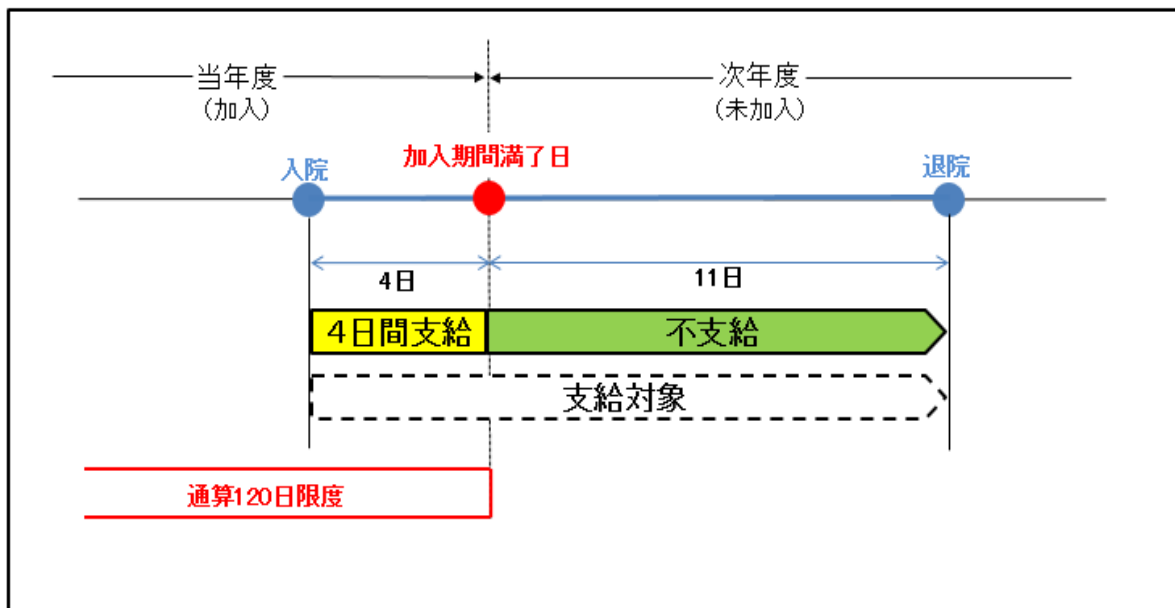 当年度
（加入）
次年度
（未加入）
入院
加入期間満了日
退院
4日
11日
４日間支給
不支給
支給対象
通算120日限度